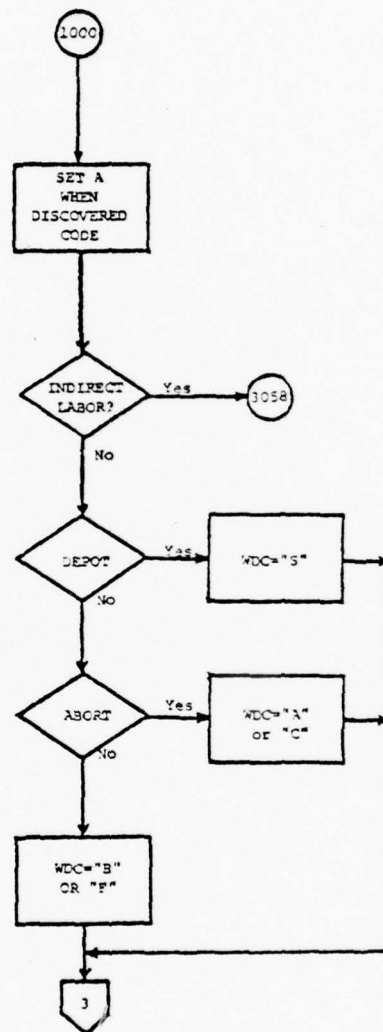 1000
SET A
WHEN
DISCOVERED
CODE
INDIRECT
LABOR?
Yes
3058
No
DEPOT
Yes
WDC="S"
No
ABORT
Yes
WDC="A"
or "C"
No
WDC="B"
OR "F"
3